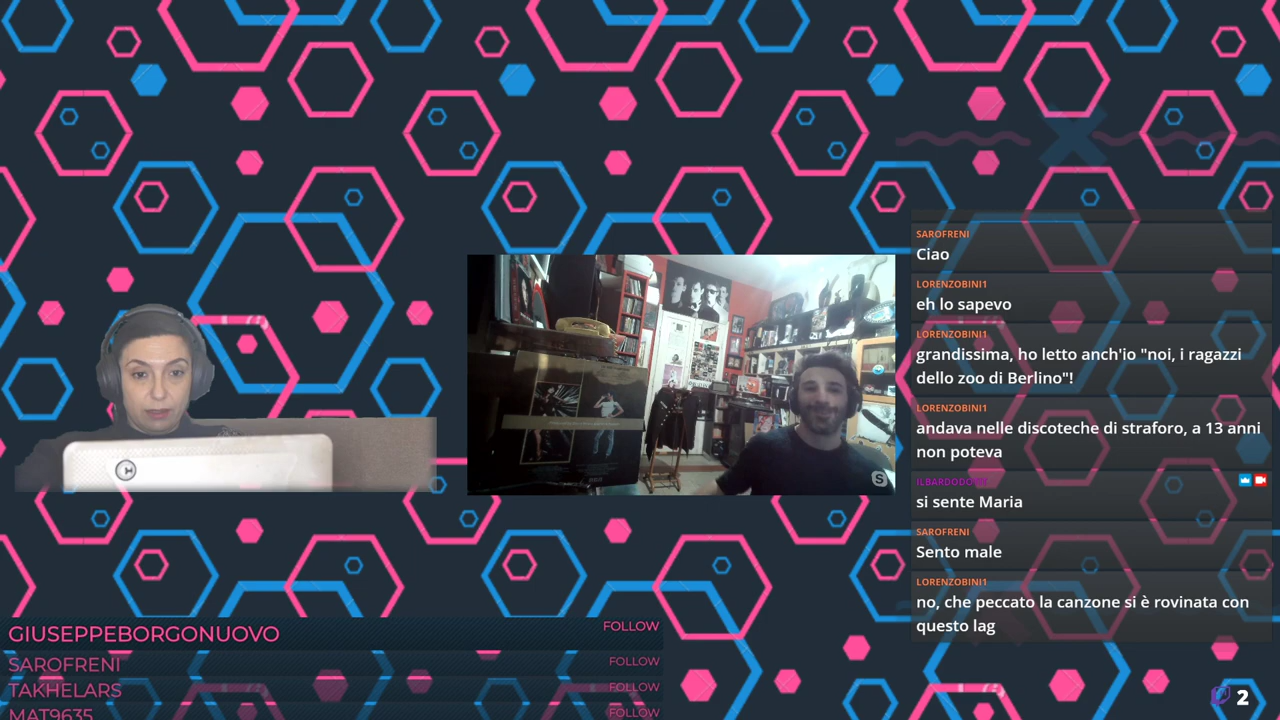 SAROFRENI
Ciao
LORENZOBINI1
eh lo sapevo
LORENZOBINI1
grandissima, ho letto anch'io "noi, i ragazzi
dello zoo di Berlino"!
LORENZOBINI1
andava nelle discoteche di straforo, a 13 anni
non poteva
si sente Maria
SAROFRENI
Sento male
LORENZOBINI1
no, che peccato la canzone si è rovinata con
questo lag
GIUSEPPEBORGONUOVO FOLLOW
SAROFRENI FOLLOW
TAKHELARS FOLLOW
MAT9635 FOLLOW
2